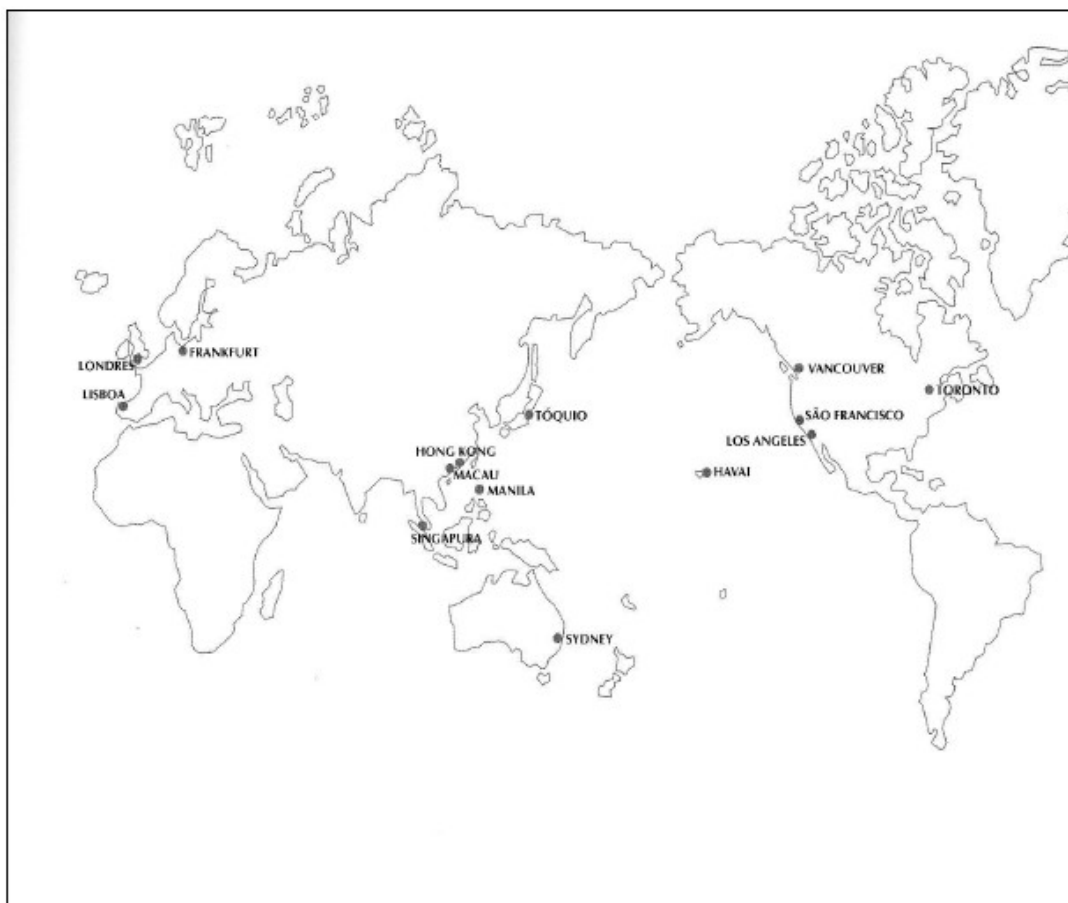 LONDRES
FRANKFURT
LISBOA
VANCOUVER
TORONTO
TÓQUIO
SÃO FRANCISCO
LOS ANGELES
HONG KONG
MACAU
HAVAI
MANILA
SINGAPURA
SYDNEY